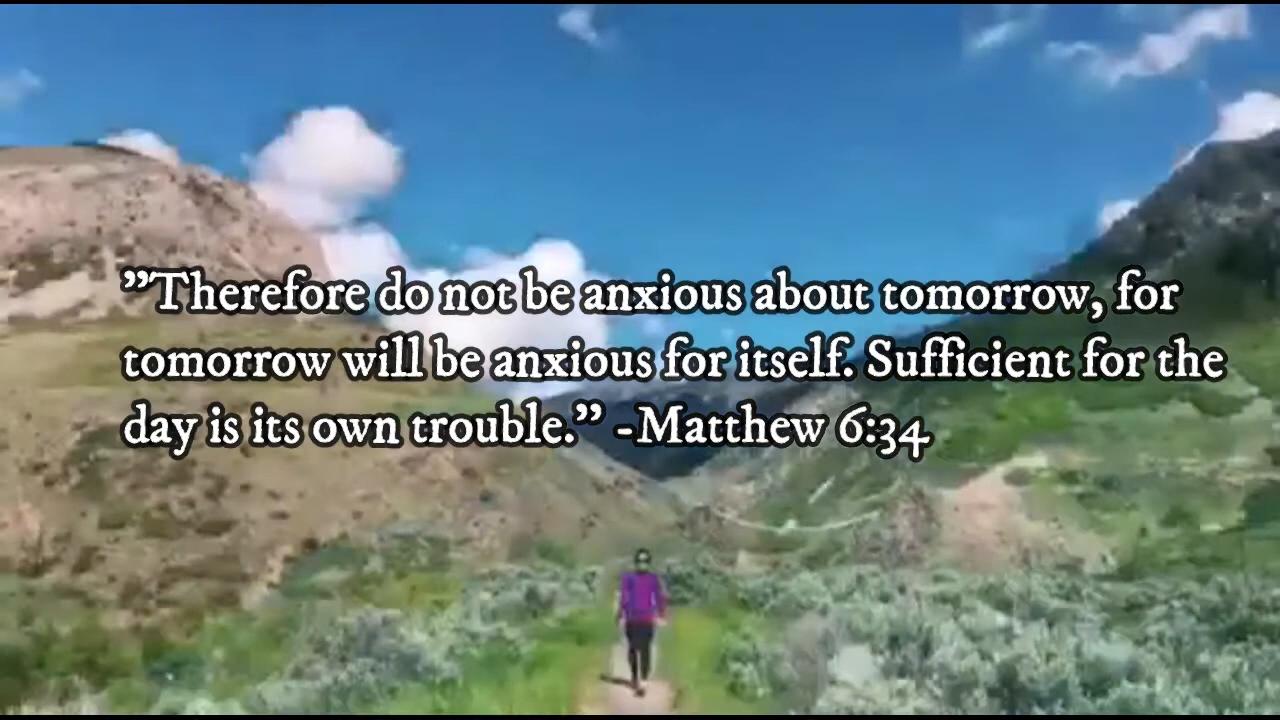 ”Therefore do not be anxious about tomorrow, for
tomorrow will be anxious for itself. Sufficient for the
day is its own trouble.” -Matthew 6:34